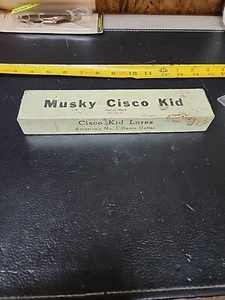 Musky Cisco Kid
Cisco Kid Lures
America's No. 1 Game Getter